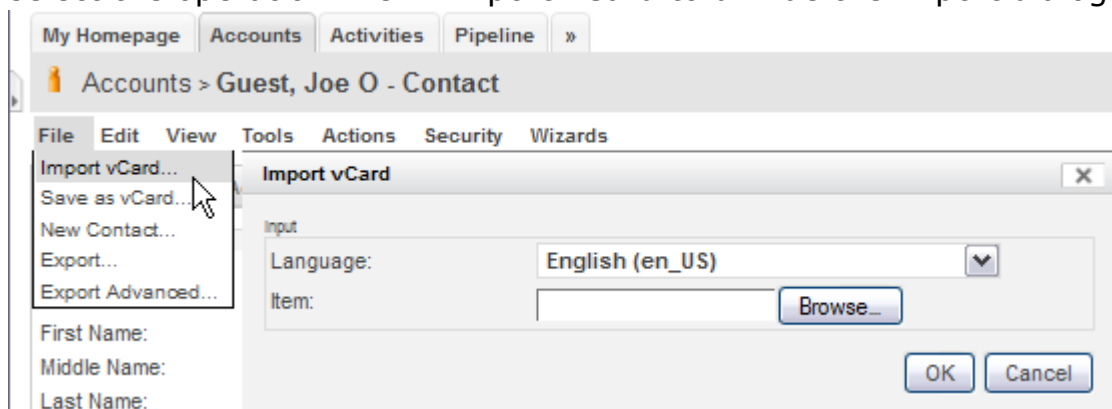 My Homepage Accounts Activities Pipeline »
Accounts > Guest, Joe O - Contact
File Edit View Tools Actions Security Wizards
Import vCard...
Save as vCard...
New Contact...
Export...
Export Advanced...
First Name:
Middle Name:
Last Name:
Import vCard
Input
Language: English (en_US)
Item: Browse...
OK Cancel